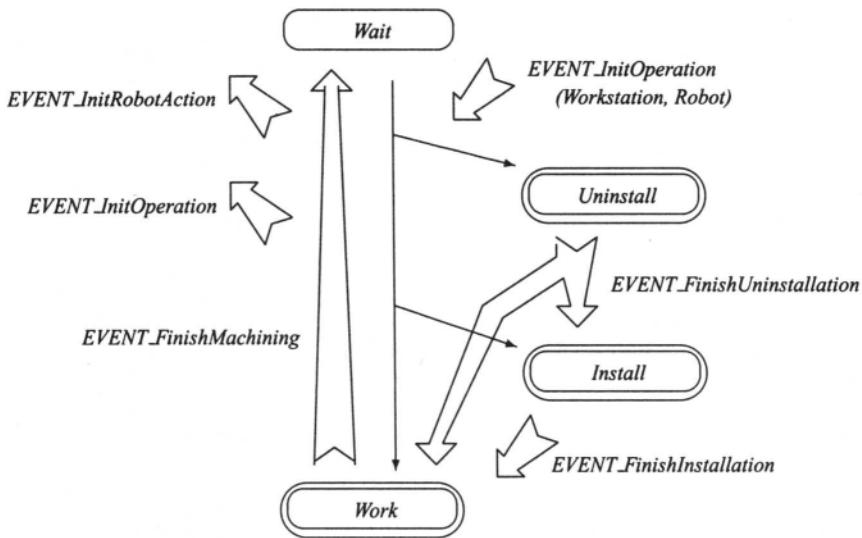 Wait
EVENT_InitOperation
(Workstation, Robot)
EVENT_InitRobotAction
Uninstall
EVENT_InitOperation
EVENT_FinishUninstallation
EVENT_FinishMachining
Install
EVENT_FinishInstallation
Work